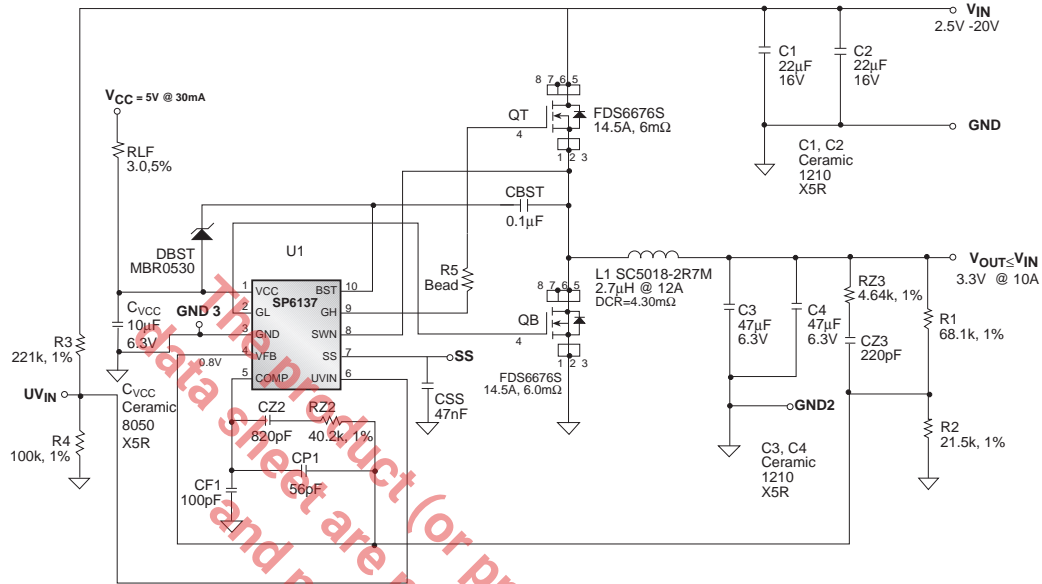 VIN
2.5V -20V
C1
22µF
16V
C2
22µF
16V
GND
C1, C2
Ceramic
1210
X5R
8 7 6 5
QT
4
FDS6676S
14.5A, 6mΩ
1 2 3
VCC = 5V @ 30mA
RLF
3.0,5%
CBST
0.1µF
DBST
MBR0530
U1
R5
Bead
L1 SC5018-2R7M
2.7µH @ 12A
DCR=4.30mΩ
VOUT≤VIN
3.3V @ 10A
1 VCC
SP6137
BST 10
2 GL
GH 9
3 GND
SWN 8
4 VFB
SS 7
5 COMP
UVIN 6
0.8V
GND 3
CVCC
10µF
6.3V
CVCC
Ceramic
8050
X5R
R3
221k, 1%
UVIN
R4
100k, 1%
SS
CSS
47nF
8 7 6 5
QB
4
1 2 3
FDS6676S
14.5A, 6.0mΩ
C3
47µF
6.3V
C4
47µF
6.3V
RZ3
4.64k, 1%
CZ3
220pF
R1
68.1k, 1%
R2
21.5k, 1%
GND2
C3, C4
Ceramic
1210
X5R
CZ2
820pF
RZ2
40.2k, 1%
CP1
56pF
CF1
100pF
The product (or pr
data sheet are n
and n